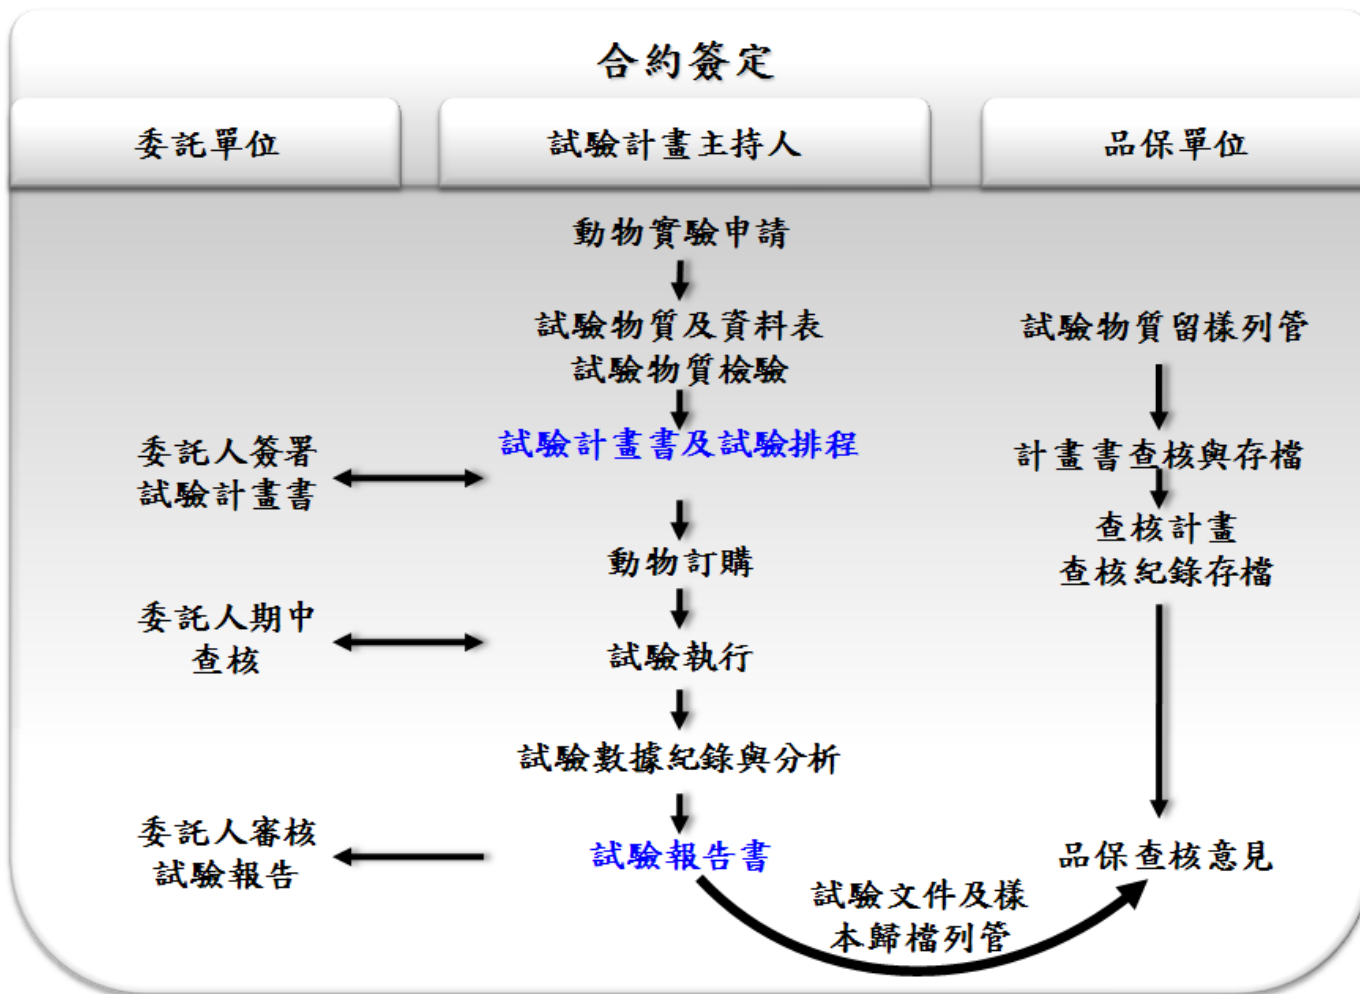 合約簽定
委託單位
試驗計畫主持人
品保單位
動物實驗申請
試驗物質及資料表
試驗物質檢驗
試驗物質留樣列管
試驗計畫書及試驗排程
委託人簽署
試驗計畫書
計畫書查核與存檔
查核計畫
查核紀錄存檔
動物訂購
委託人期中
查核
試驗執行
試驗數據紀錄與分析
委託人審核
試驗報告
試驗報告書
品保查核意見
試驗文件及樣
本歸檔列管